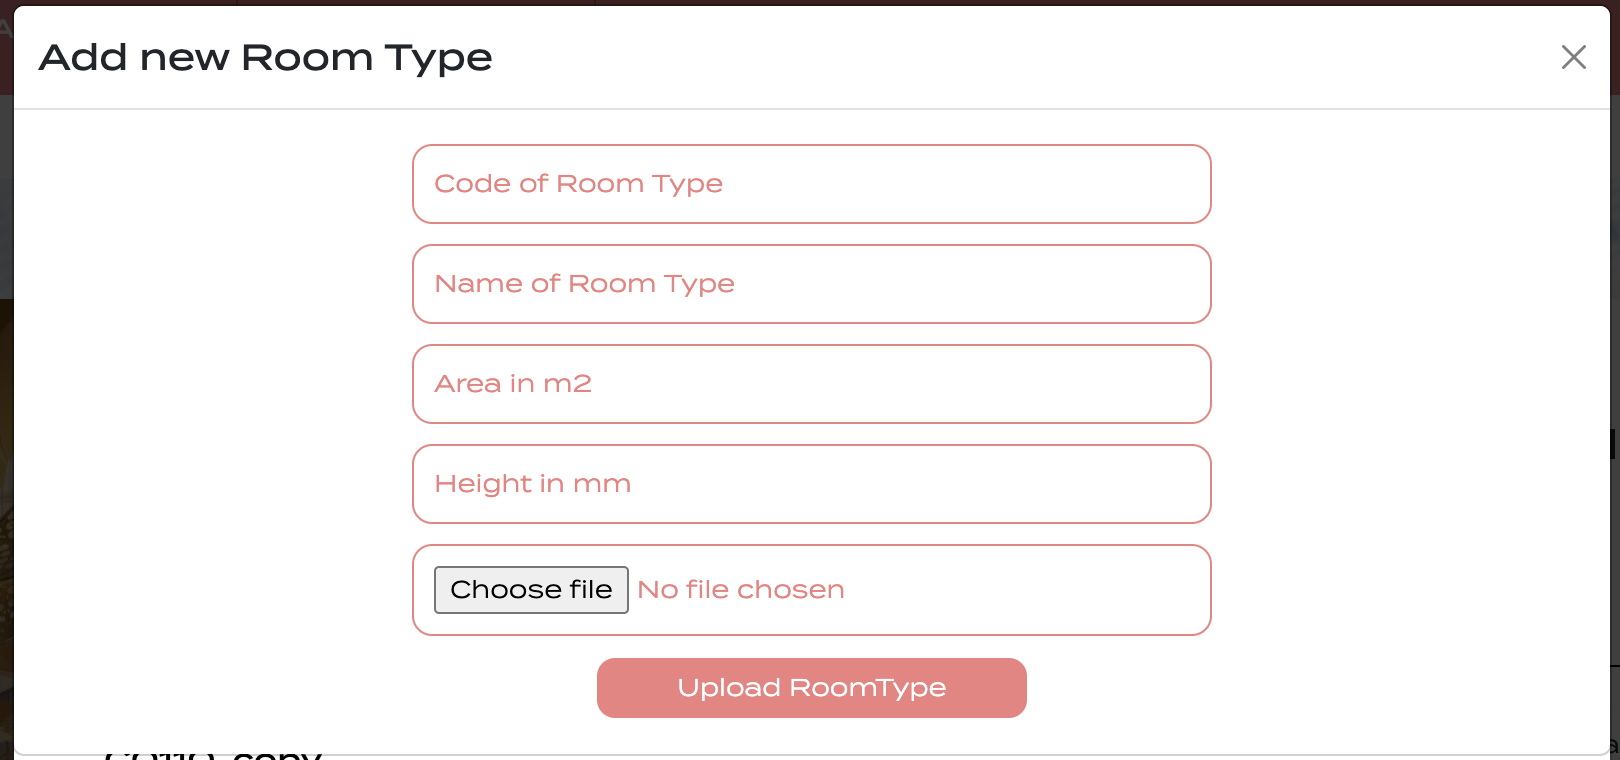 Add new Room Type
Code of Room Type
Name of Room Type
Area in m2
Height in mm
Choose file No file chosen
Upload RoomType
copy